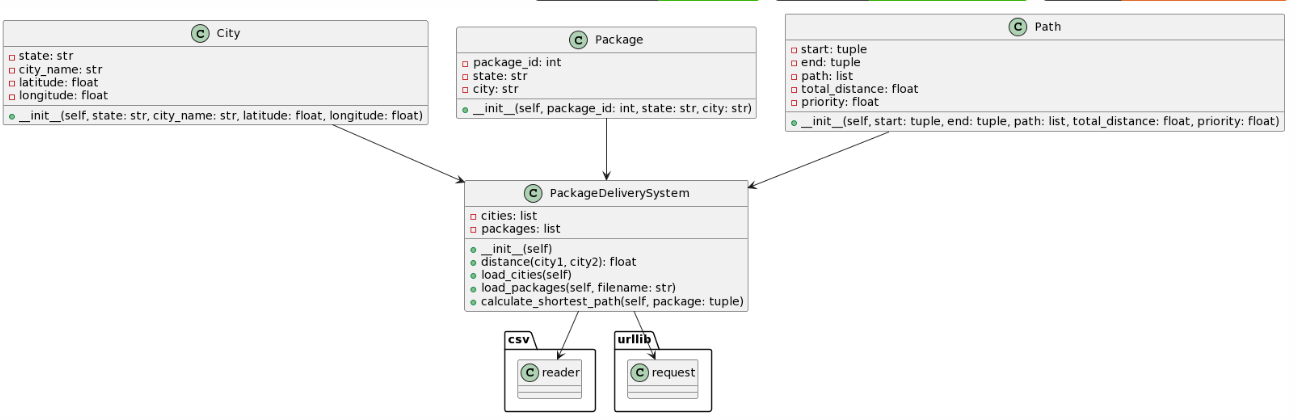 C City
state: str
city_name: str
latitude: float
longitude: float
__init__(self, state: str, city_name: str, latitude: float, longitude: float)
C Package
package_id: int
state: str
city: str
__init__(self, package_id: int, state: str, city: str)
C Path
start: tuple
end: tuple
path: list
total_distance: float
priority: float
__init__(self, start: tuple, end: tuple, path: list, total_distance: float, priority: float)
C PackageDeliverySystem
cities: list
packages: list
__init__(self)
distance(city1, city2): float
load_cities(self)
load_packages(self, filename: str)
calculate_shortest_path(self, package: tuple)
csv
C reader
urllib
C request